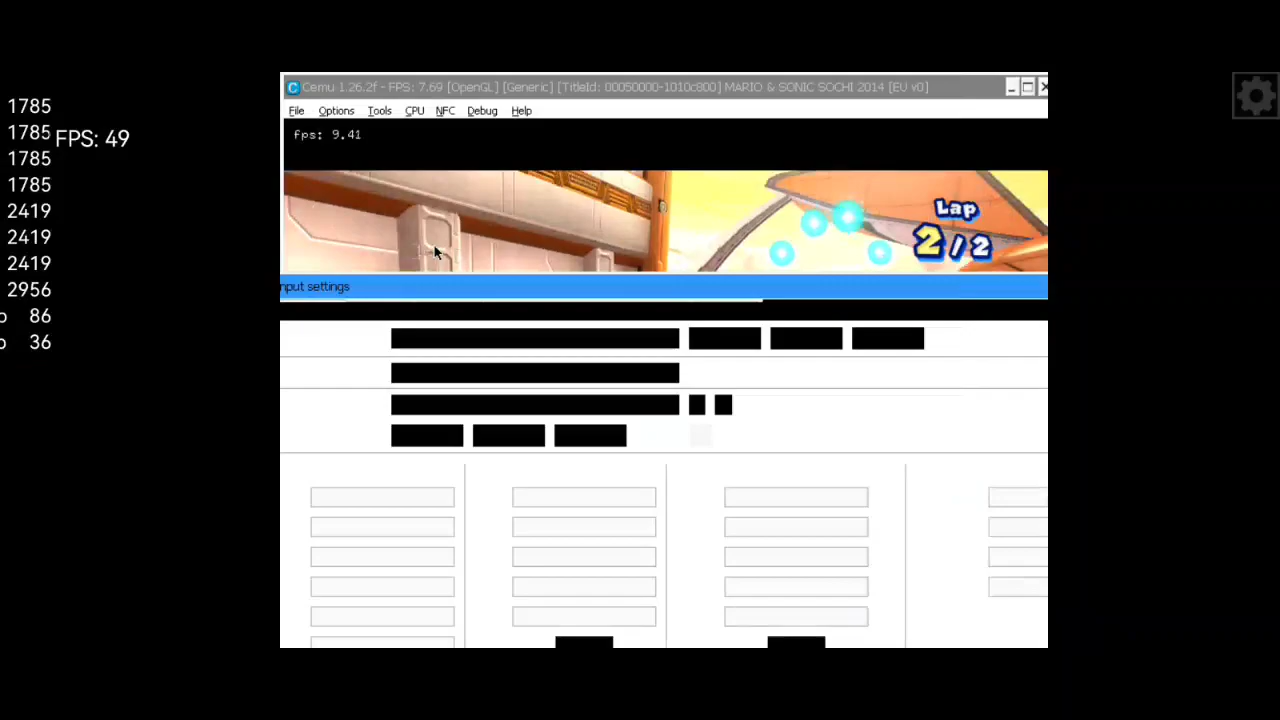 Cemu 1.26.2f - FPS: 7.69 [OpenGL] [Generic] [TitleId: 00050000-1010c800] MARIO & SONIC SOCHI 2014 [EU v0]
File Options Tools CPU NFC Debug Help
fps: 9.41
1785
1785
FPS: 49
1785
1785
2419
2419
2419
2956
86
36
Lap
2/2
nput settings